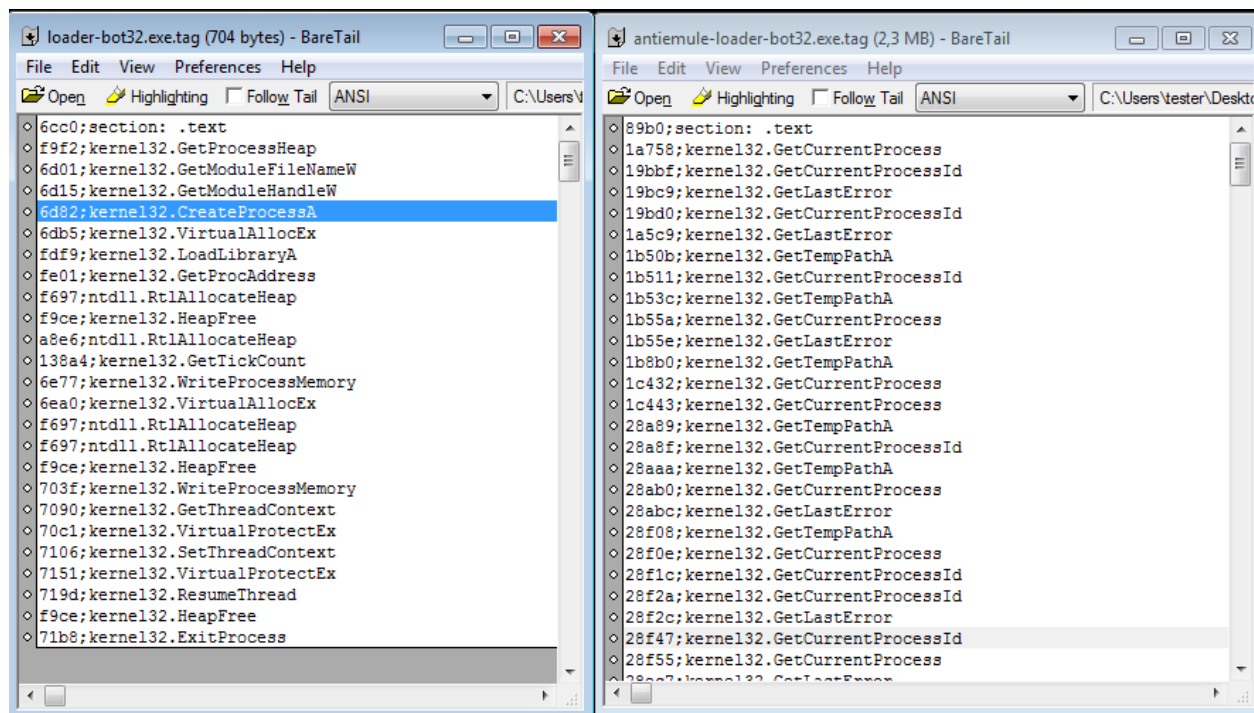 loader-bot32.exe.tag (704 bytes) - BareTail
File Edit View Preferences Help
Open Highlighting Follow Tail ANSI C:\Users\t
6cc0;section: .text
f9f2;kernel32.GetProcessHeap
6d01;kernel32.GetModuleFileNameW
6d15;kernel32.GetModuleHandleW
6d82;kernel32.CreateProcessA
6db5;kernel32.VirtualAllocEx
fdf9;kernel32.LoadLibraryA
fe01;kernel32.GetProcAddress
f697;ntdll.RtlAllocateHeap
f9ce;kernel32.HeapFree
a8e6;ntdll.RtlAllocateHeap
138a4;kernel32.GetTickCount
6e77;kernel32.WriteProcessMemory
6ea0;kernel32.VirtualAllocEx
f697;ntdll.RtlAllocateHeap
f697;ntdll.RtlAllocateHeap
f9ce;kernel32.HeapFree
703f;kernel32.WriteProcessMemory
7090;kernel32.GetThreadContext
70c1;kernel32.VirtualProtectEx
7106;kernel32.SetThreadContext
7151;kernel32.VirtualProtectEx
719d;kernel32.ResumeThread
f9ce;kernel32.HeapFree
71b8;kernel32.ExitProcess
antiemule-loader-bot32.exe.tag (2,3 MB) - BareTail
File Edit View Preferences Help
Open Highlighting Follow Tail ANSI C:\Users\tester\Deskto
89b0;section: .text
1a758;kernel32.GetCurrentProcess
19bbf;kernel32.GetCurrentProcessId
19bc9;kernel32.GetLastError
19bd0;kernel32.GetCurrentProcessId
1a5c9;kernel32.GetLastError
1b50b;kernel32.GetTempPathA
1b511;kernel32.GetCurrentProcessId
1b53c;kernel32.GetTempPathA
1b55a;kernel32.GetCurrentProcess
1b55e;kernel32.GetLastError
1b8b0;kernel32.GetTempPathA
1c432;kernel32.GetCurrentProcess
1c443;kernel32.GetCurrentProcess
28a89;kernel32.GetTempPathA
28a8f;kernel32.GetCurrentProcessId
28aaa;kernel32.GetTempPathA
28ab0;kernel32.GetCurrentProcess
28abc;kernel32.GetLastError
28f08;kernel32.GetTempPathA
28f0e;kernel32.GetCurrentProcess
28f1c;kernel32.GetCurrentProcessId
28f2a;kernel32.GetCurrentProcessId
28f2c;kernel32.GetLastError
28f47;kernel32.GetCurrentProcessId
28f55;kernel32.GetCurrentProcess